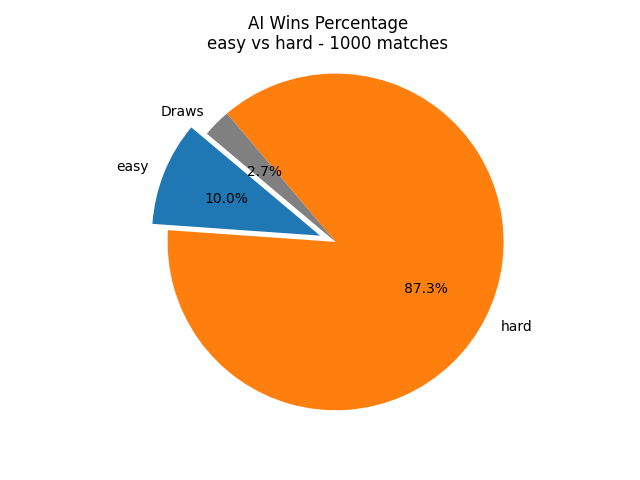 AI Wins Percentage
easy vs hard - 1000 matches
Draws
easy
2.7%
10.0%
87.3%
hard